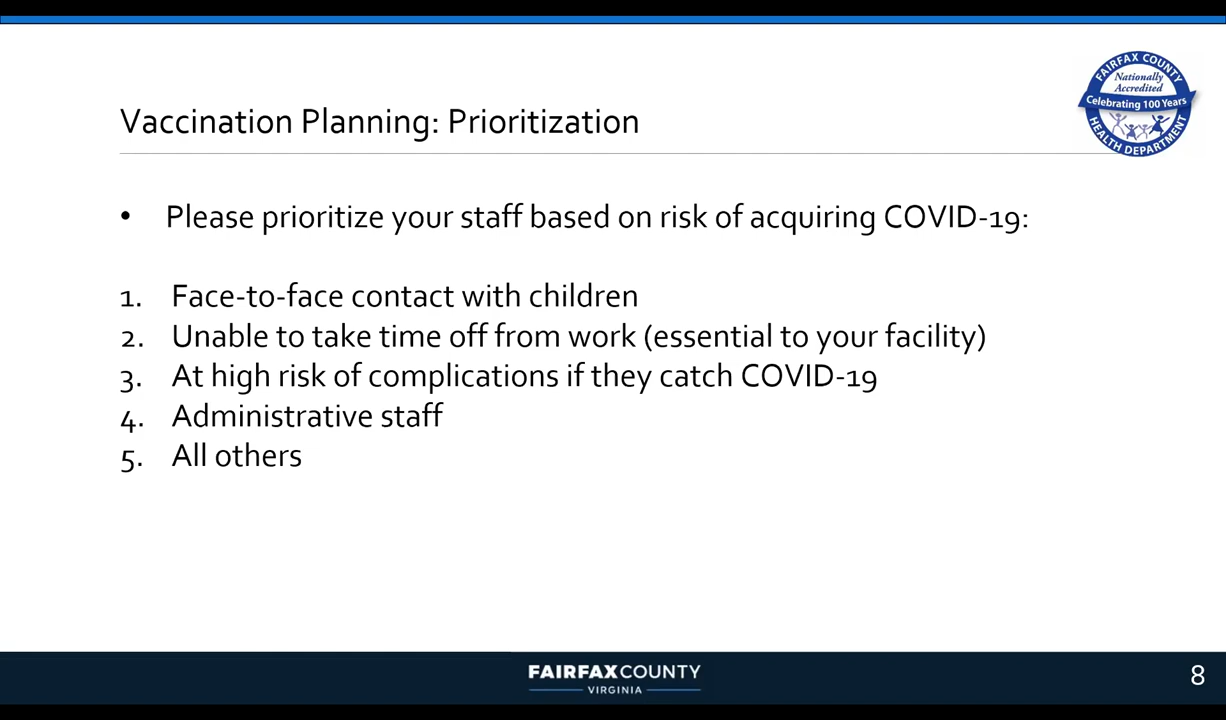 FAIRFAX COUNTY
Nationally
Accredited
Celebrating 100 Years
HEALTH DEPARTMENT
Vaccination Planning: Prioritization
• Please prioritize your staff based on risk of acquiring COVID-19:
1. Face-to-face contact with children
2. Unable to take time off from work (essential to your facility)
3. At high risk of complications if they catch COVID-19
4. Administrative staff
5. All others
FAIRFAX COUNTY
VIRGINIA
8